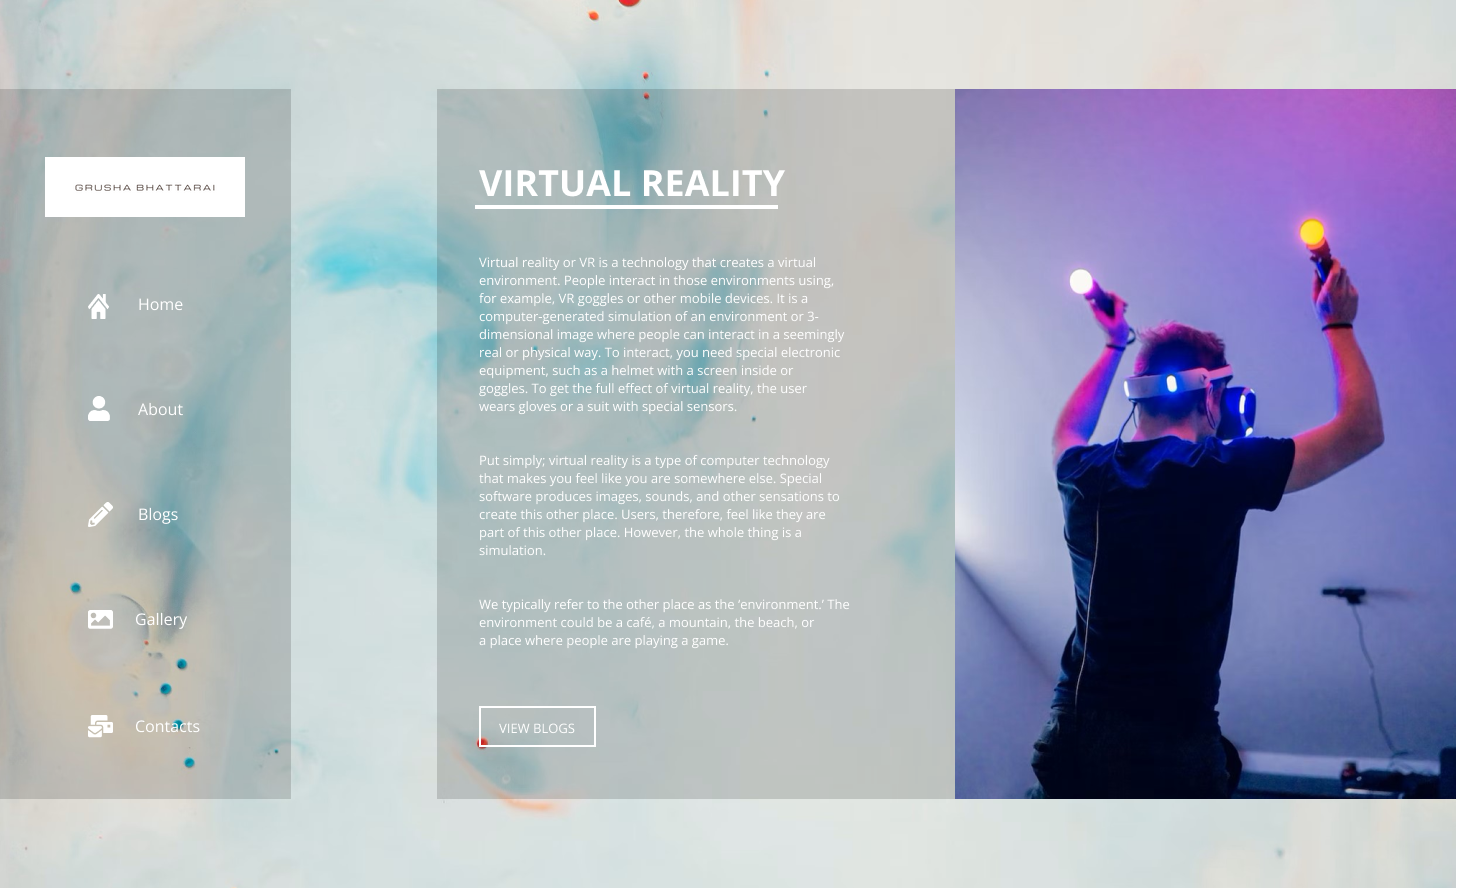 GRUSHA BHATTARAI
Home
About
Blogs
Gallery
Contacts
VIRTUAL REALITY
Virtual reality or VR is a technology that creates a virtual
environment. People interact in those environments using,
for example, VR goggles or other mobile devices. It is a
computer-generated simulation of an environment or 3-
dimensional image where people can interact in a seemingly
real or physical way. To interact, you need special electronic
equipment, such as a helmet with a screen inside or
goggles. To get the full effect of virtual reality, the user
wears gloves or a suit with special sensors.
Put simply; virtual reality is a type of computer technology
that makes you feel like you are somewhere else. Special
software produces images, sounds, and other sensations to
create this other place. Users, therefore, feel like they are
part of this other place. However, the whole thing is a
simulation.
We typically refer to the other place as the ‘environment.’ The
environment could be a café, a mountain, the beach, or
a place where people are playing a game.
VIEW BLOGS